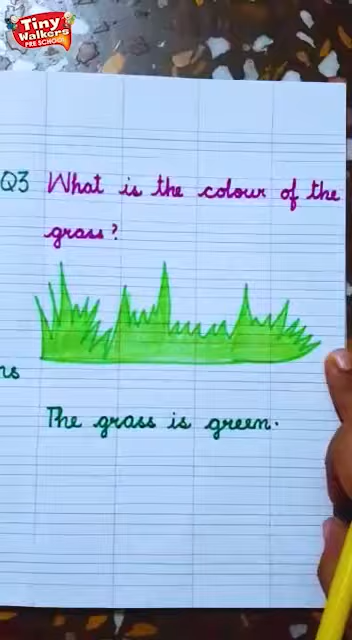 Tiny
Walkers
PRE SCHOOL
Q3 What is the colour of the
grass?
ns
The grass is green.